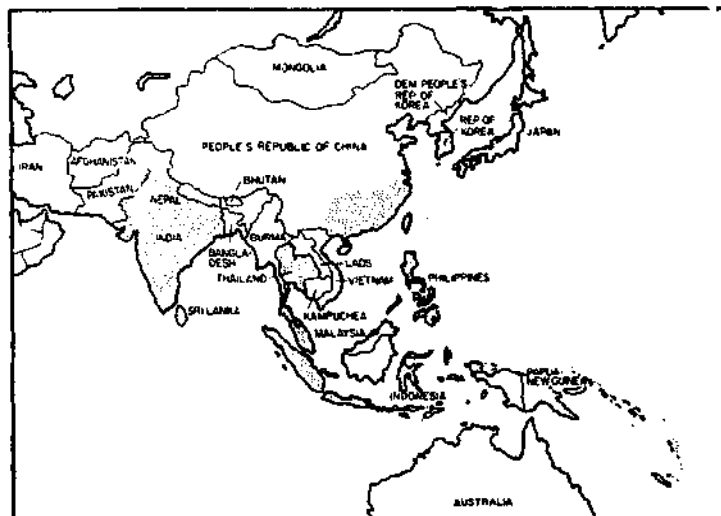 MONGOLIA
DEM PEOPLE'S
REP OF
KOREA
REP OF
KOREA
JAPAN
PEOPLE'S REPUBLIC OF CHINA
IRAN
AFGHANISTAN
PAKISTAN
NEPAL
BHUTAN
INDIA
BANGLA-
DESH
BURMA
LAOS
THAILAND
VIETNAM
PHILIPPINES
SRI LANKA
KAMPUCHEA
MALAYSIA
PAPUA
NEW GUINEA
INDONESIA
AUSTRALIA